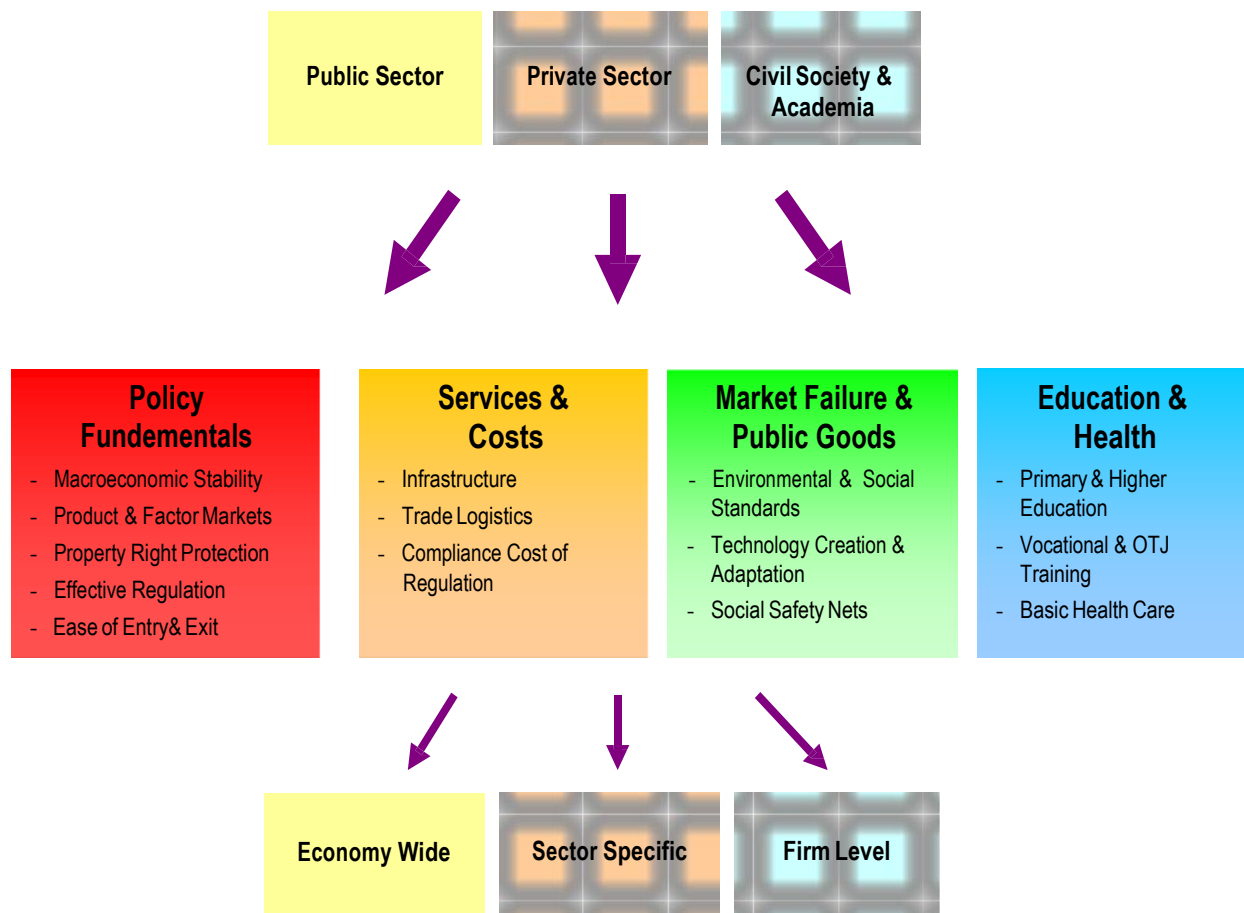 Public Sector
Private Sector
Civil Society &
Academia
Policy
Fundementals
- Macroeconomic Stability
- Product & Factor Markets
- Property Right Protection
- Effective Regulation
- Ease of Entry& Exit
Services &
Costs
- Infrastructure
- Trade Logistics
- Compliance Cost of
Regulation
Market Failure &
Public Goods
- Environmental & Social
Standards
- Technology Creation &
Adaptation
- Social Safety Nets
Education &
Health
- Primary & Higher
Education
- Vocational & OTJ
Training
- Basic Health Care
Economy Wide
Sector Specific
Firm Level